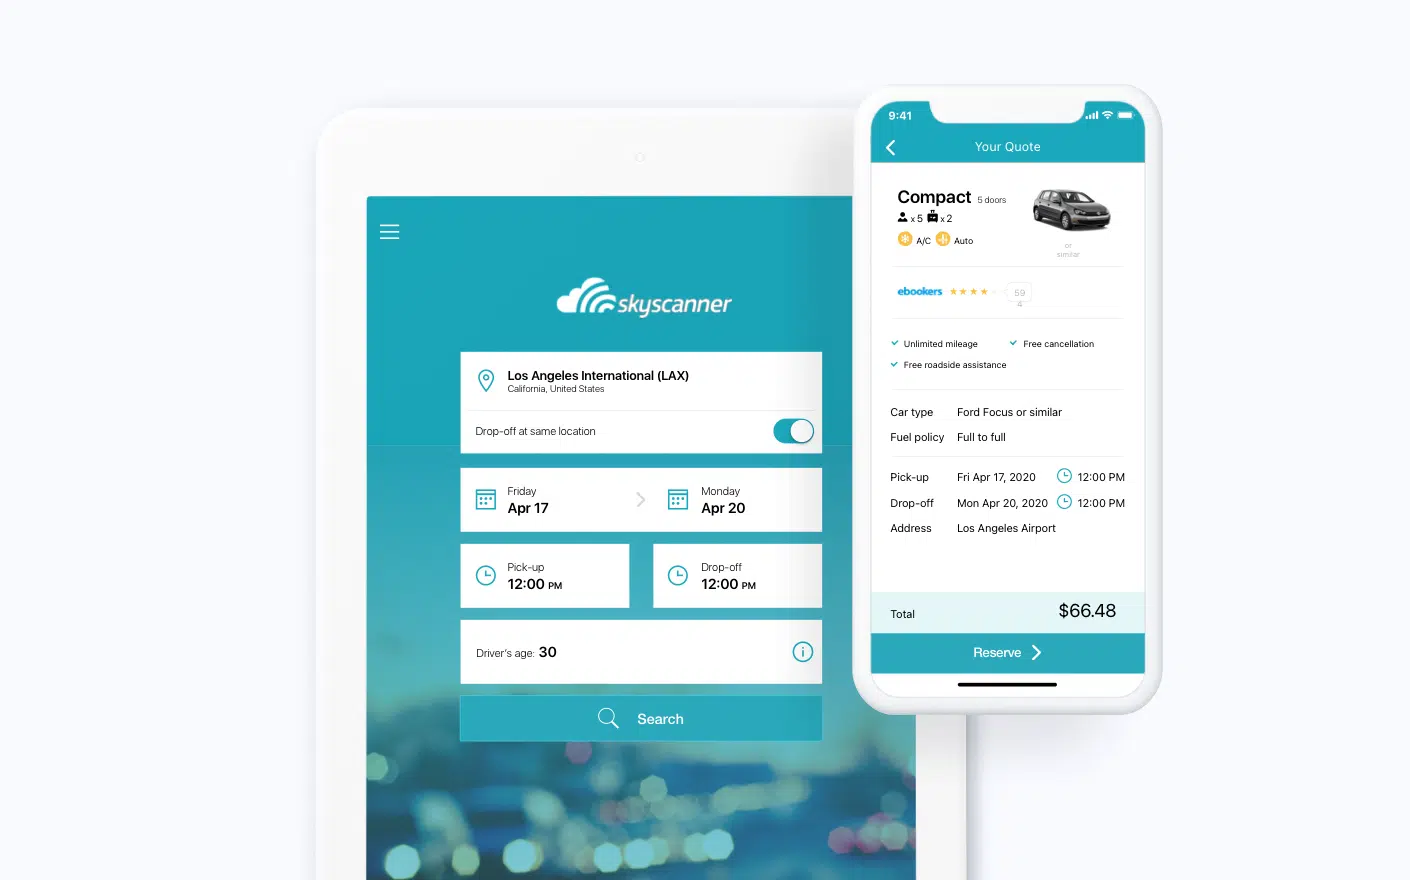 skyscanner
Los Angeles International (LAX)
California, United States
Drop-off at same location
Friday
Apr 17
Monday
Apr 20
Pick-up
12:00 PM
Drop-off
12:00 PM
Driver's age: 30
Search
9:41
Your Quote
Compact 5 doors
x 5 x 2
A/C Auto
or
similar
ebookers
59
4
Unlimited mileage Free cancellation
Free roadside assistance
Car type Ford Focus or similar
Fuel policy Full to full
Pick-up Fri Apr 17, 2020 12:00 PM
Drop-off Mon Apr 20, 2020 12:00 PM
Address Los Angeles Airport
Total $66.48
Reserve